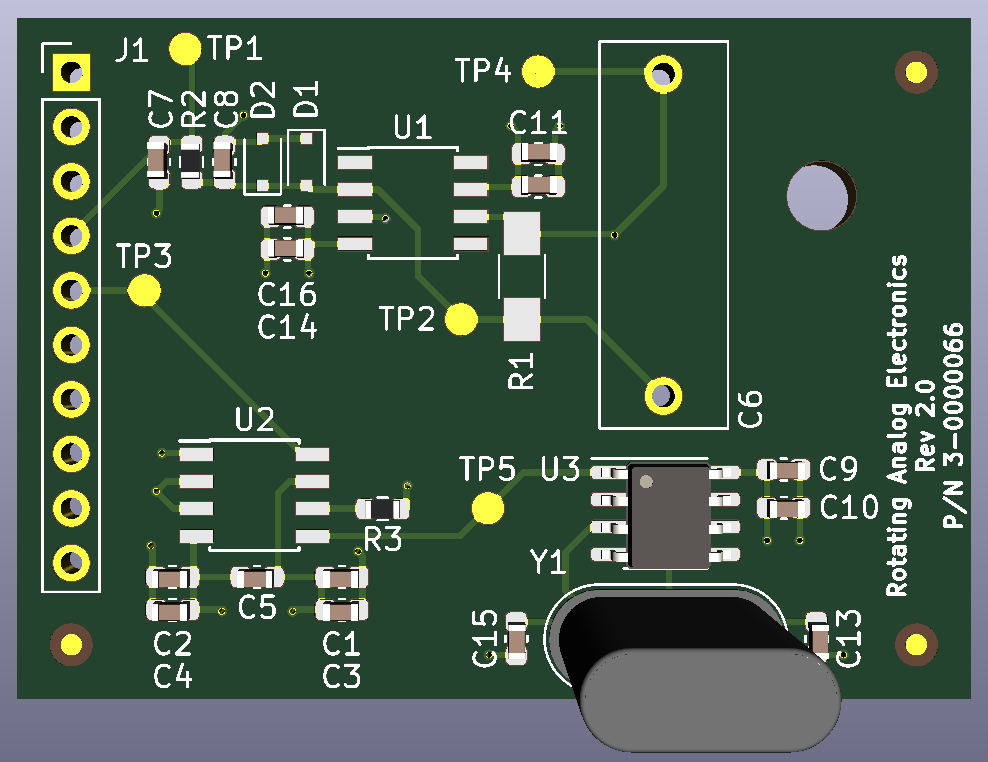 J1
TP1
TP4
C7
R2
C8
D2
D1
U1
C11
TP3
C16
C14
TP2
R1
C6
U2
TP5
U3
C9
C10
R3
Y1
C5
C2
C4
C1
C3
C15
C13
Rotating Analog Electronics
Rev 2.0
P/N 3-0000066